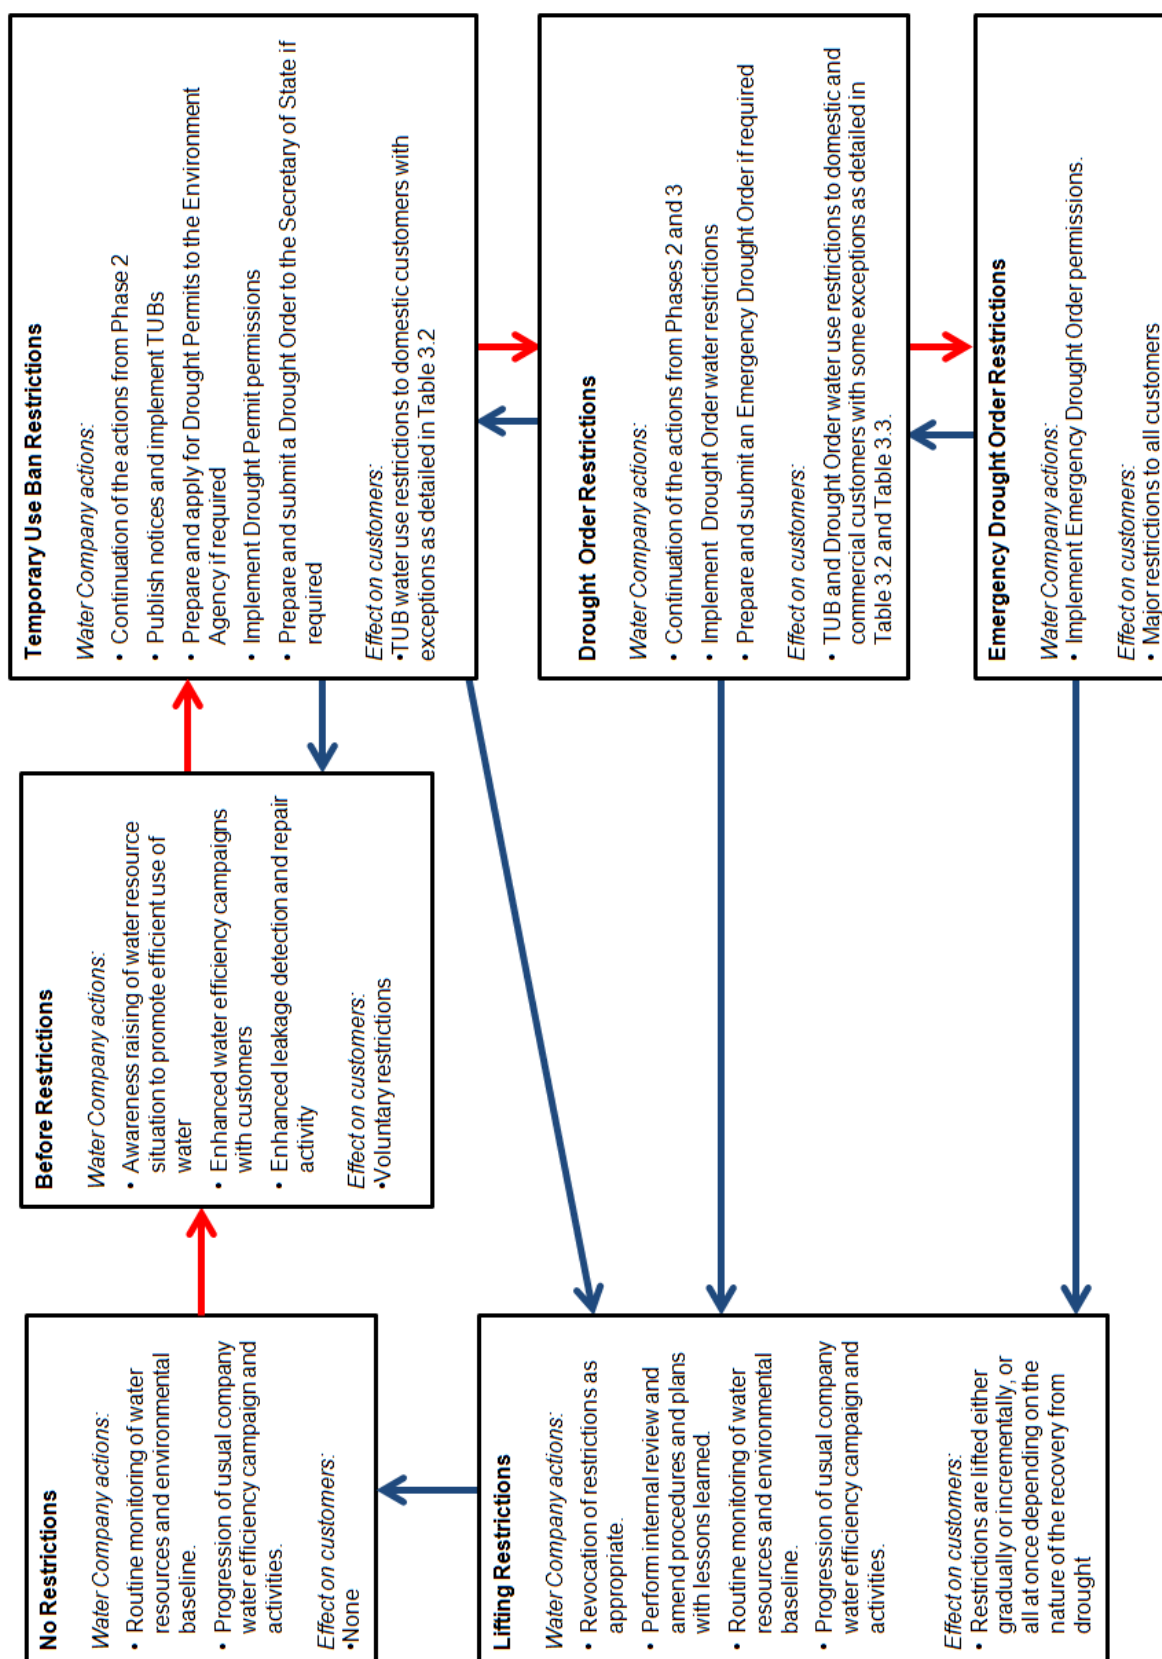 No Restrictions
Water Company actions:
• Routine monitoring of water
resources and environmental
baseline.
• Progression of usual company
water efficiency campaign and
activities.
Effect on customers:
•None
Before Restrictions
Water Company actions:
• Awareness raising of water resource
situation to promote efficient use of
water
• Enhanced water efficiency campaigns
with customers
• Enhanced leakage detection and repair
activity
Effect on customers:
•Voluntary restrictions
Temporary Use Ban Restrictions
Water Company actions:
• Continuation of the actions from Phase 2
• Publish notices and implement TUBs
• Prepare and apply for Drought Permits to the Environment
Agency if required
• Implement Drought Permit permissions
• Prepare and submit a Drought Order to the Secretary of State if
required
Effect on customers:
•TUB water use restrictions to domestic customers with
exceptions as detailed in Table 3.2
Lifting Restrictions
Water Company actions:
• Revocation of restrictions as
appropriate.
• Perform internal review and
amend procedures and plans
with lessons learned.
• Routine monitoring of water
resources and environmental
baseline.
• Progression of usual company
water efficiency campaign and
activities.
Effect on customers:
• Restrictions are lifted either
gradually or incrementally, or
all at once depending on the
nature of the recovery from
drought
Drought Order Restrictions
Water Company actions:
• Continuation of the actions from Phases 2 and 3
• Implement Drought Order water restrictions
• Prepare and submit an Emergency Drought Order if required
Effect on customers:
• TUB and Drought Order water use restrictions to domestic and
commercial customers with some exceptions as detailed in
Table 3.2 and Table 3.3.
Emergency Drought Order Restrictions
Water Company actions:
• Implement Emergency Drought Order permissions.
Effect on customers:
• Major restrictions to all customers